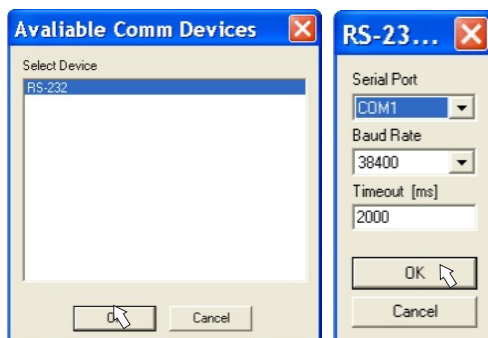 Avaliable Comm Devices
Select Device
RS-232
OK
Cancel
RS-23...
Serial Port
COM1
Baud Rate
38400
Timeout [ms]
2000
OK
Cancel